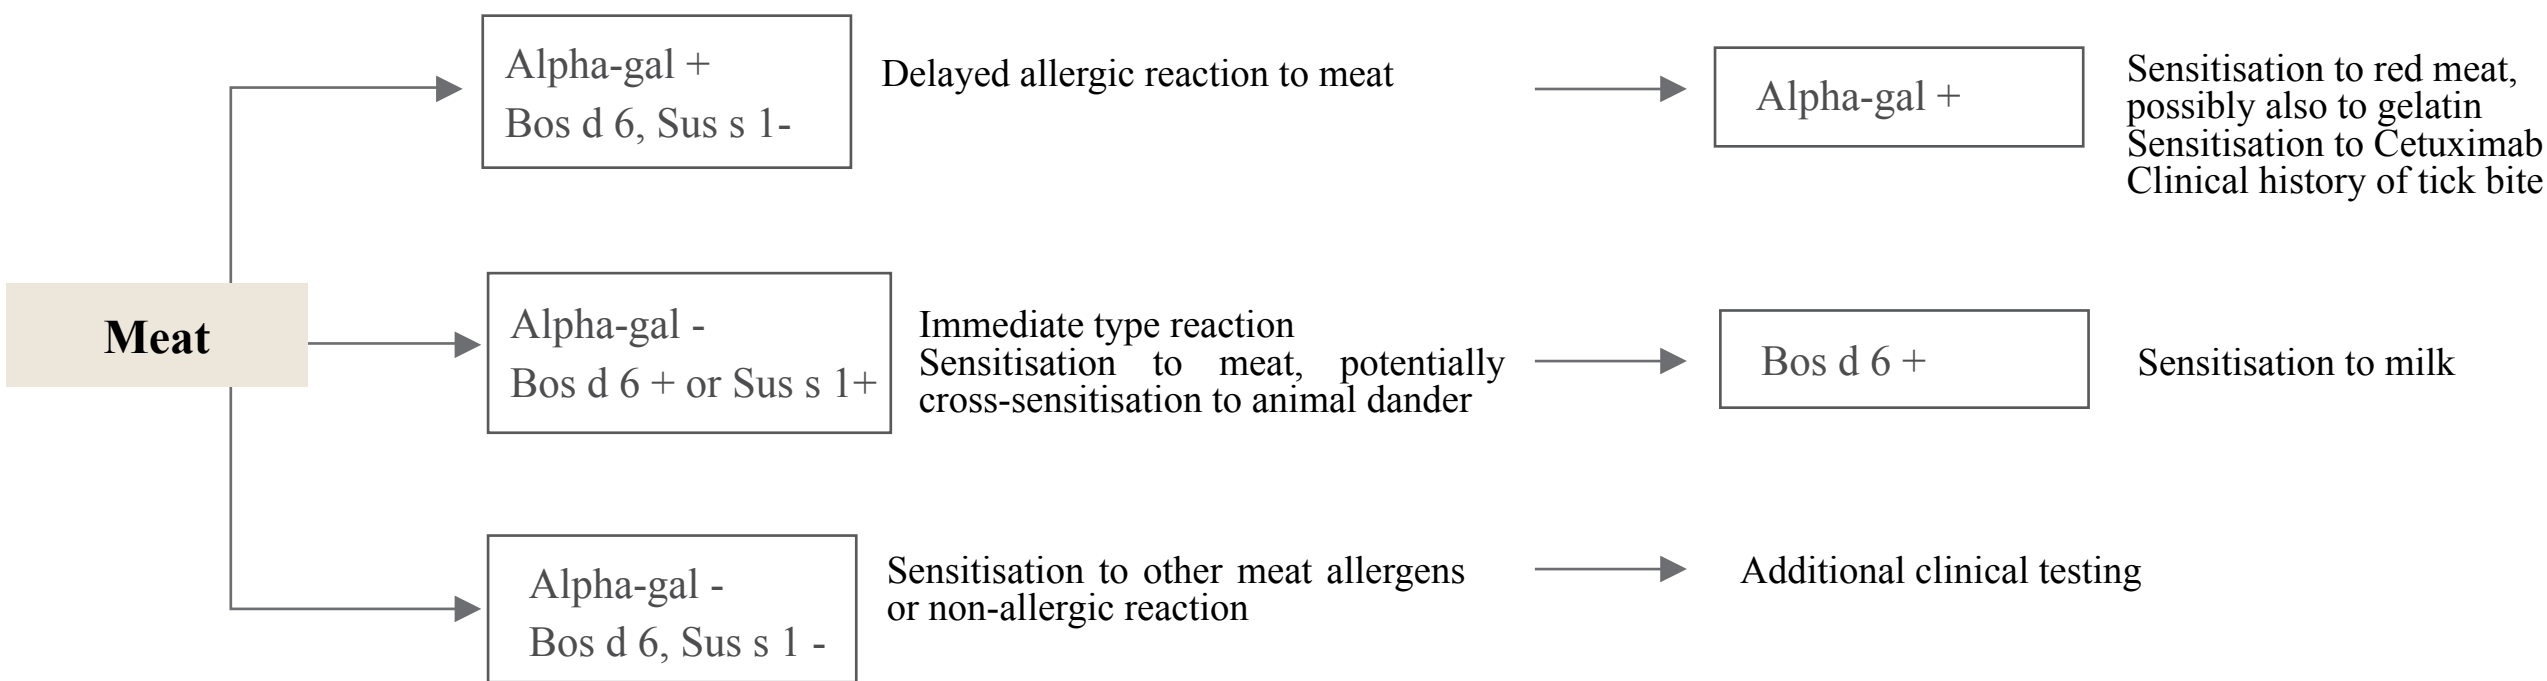 Meat
Alpha-gal +
Bos d 6, Sus s 1-
Delayed allergic reaction to meat
Alpha-gal +
Sensitisation to red meat,
possibly also to gelatin
Sensitisation to Cetuximab
Clinical history of tick bite
Alpha-gal -
Bos d 6 + or Sus s 1+
Immediate type reaction
Sensitisation to meat, potentially
cross-sensitisation to animal dander
Bos d 6 +
Sensitisation to milk
Alpha-gal -
Bos d 6, Sus s 1 -
Sensitisation to other meat allergens
or non-allergic reaction
Additional clinical testing